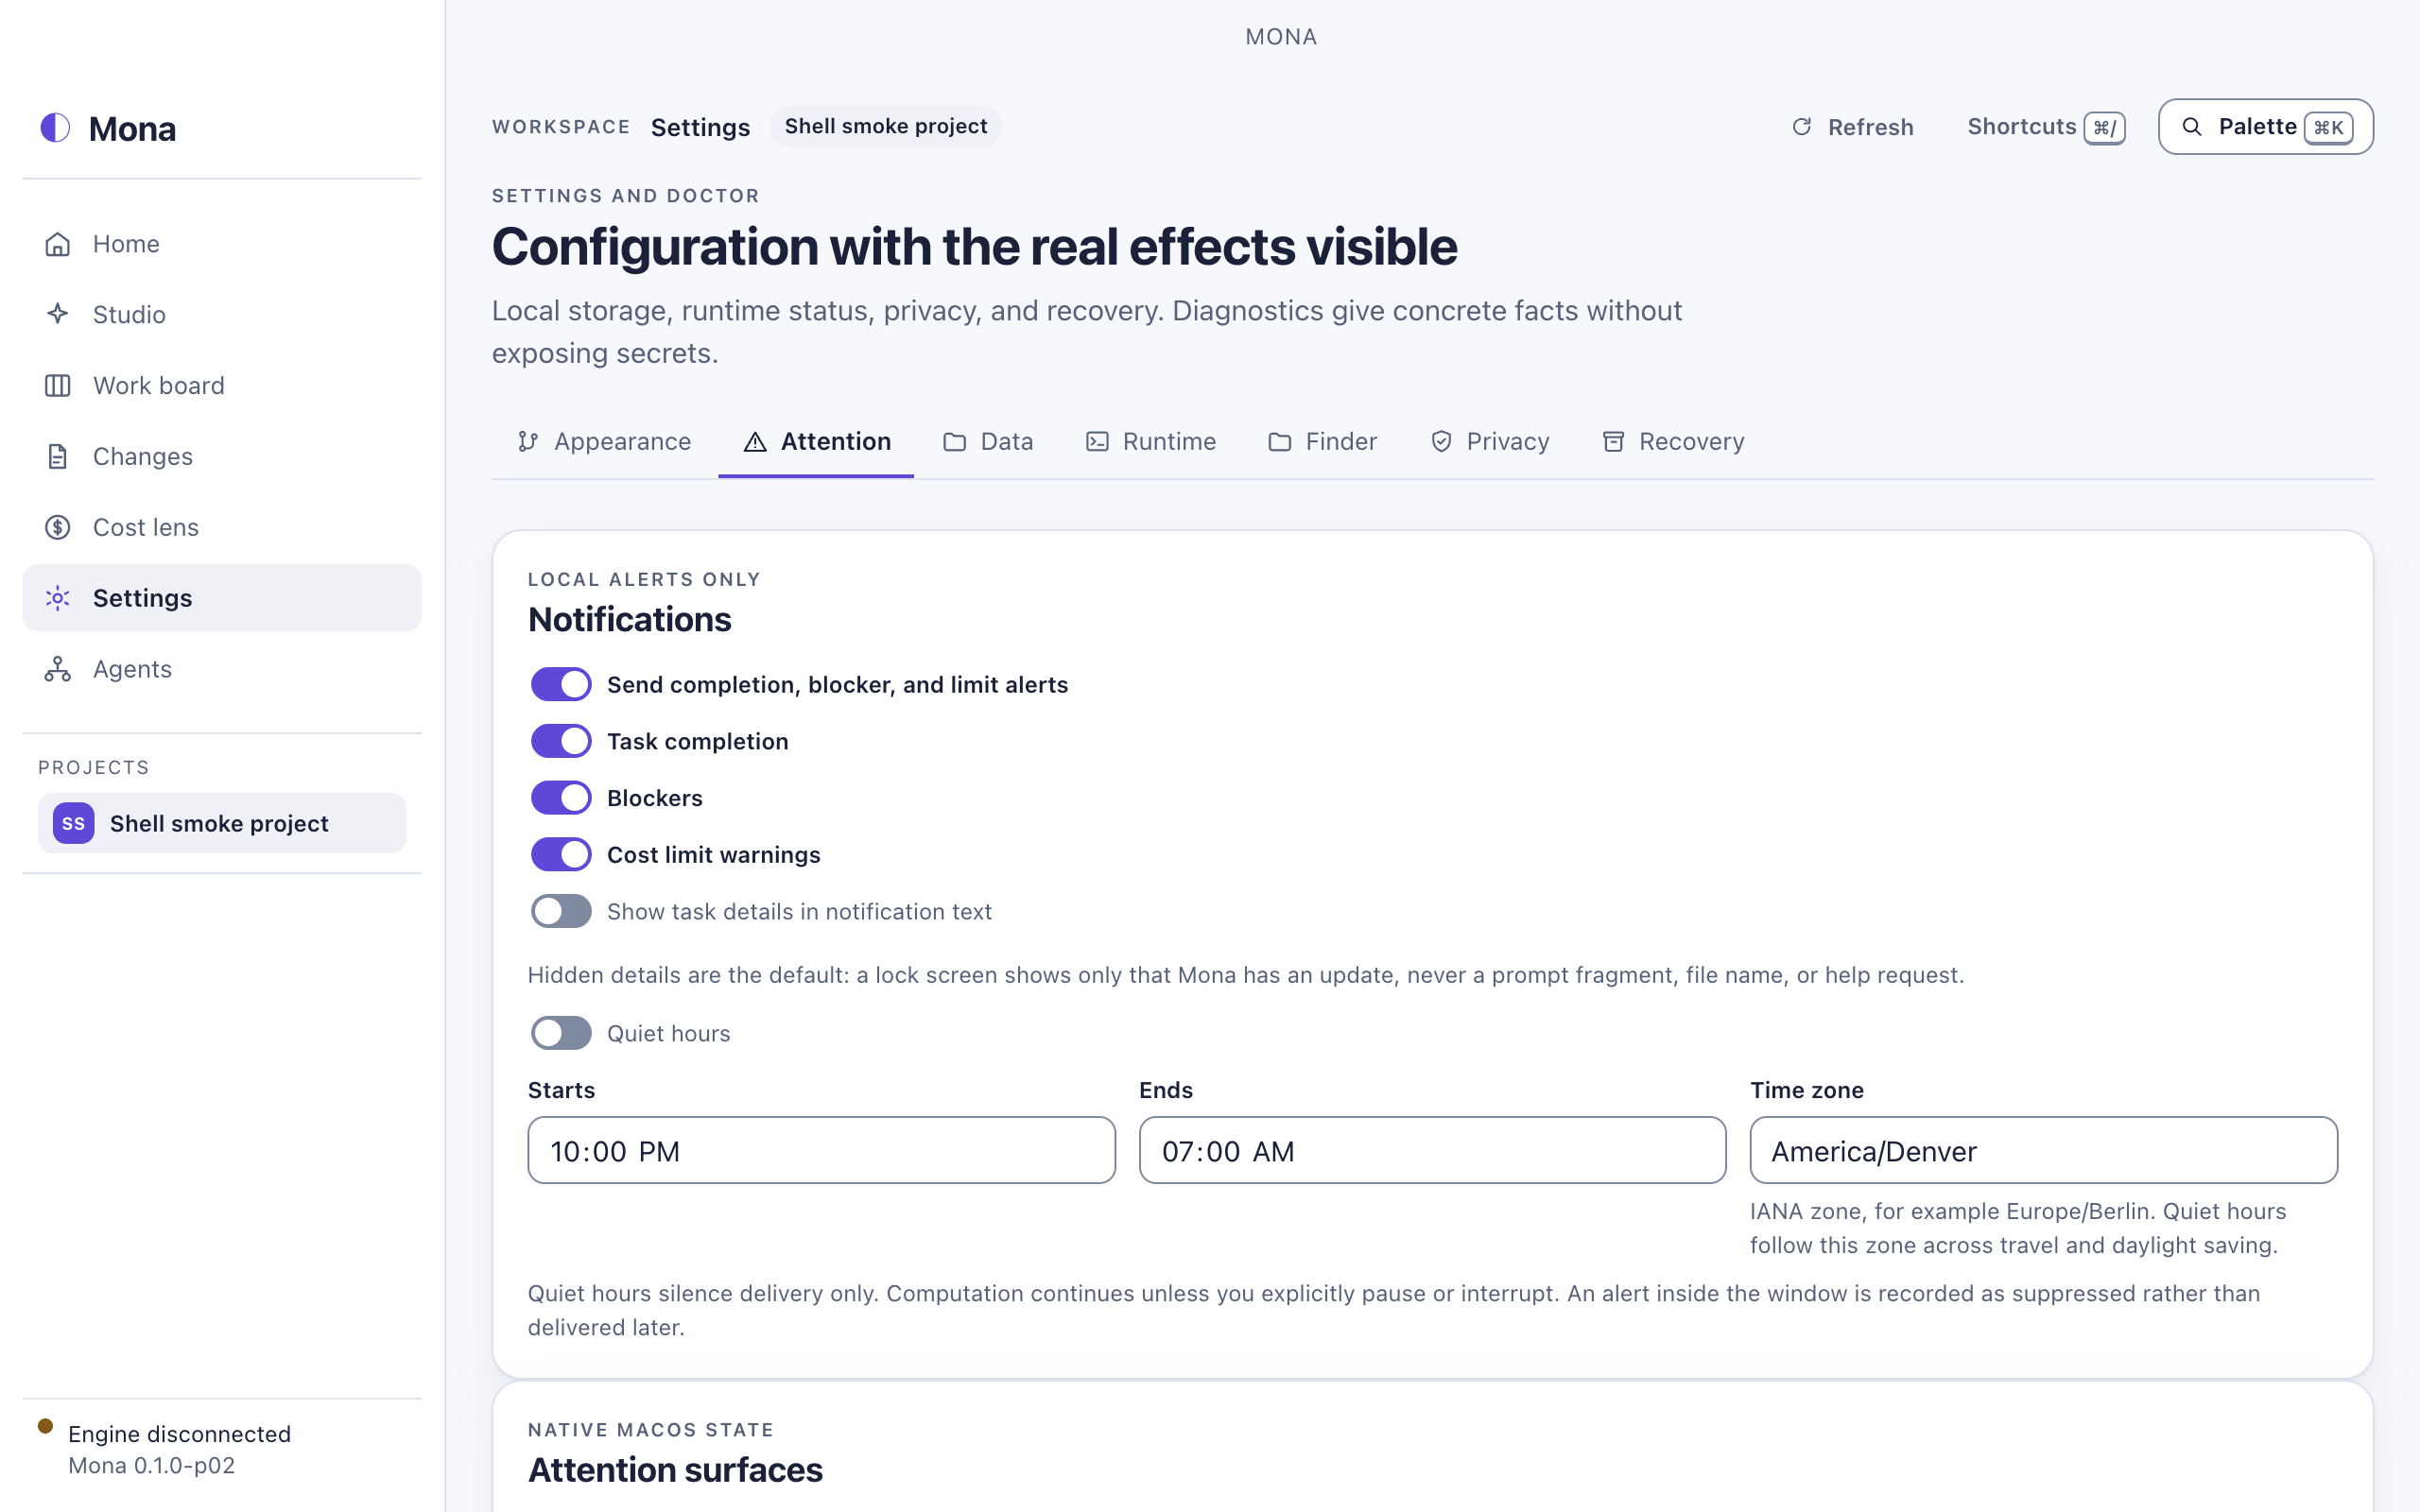 MONA
Mona
Home
Studio
Work board
Changes
Cost lens
Settings
Agents
PROJECTS
SS Shell smoke project
Engine disconnected
Mona 0.1.0-p02
WORKSPACE Settings Shell smoke project Refresh Shortcuts ⌘/ Palette ⌘K
SETTINGS AND DOCTOR
Configuration with the real effects visible
Local storage, runtime status, privacy, and recovery. Diagnostics give concrete facts without
exposing secrets.
Appearance Attention Data Runtime Finder Privacy Recovery
LOCAL ALERTS ONLY
Notifications
Send completion, blocker, and limit alerts
Task completion
Blockers
Cost limit warnings
Show task details in notification text
Hidden details are the default: a lock screen shows only that Mona has an update, never a prompt fragment, file name, or help request.
Quiet hours
Starts Ends Time zone
10:00 PM 07:00 AM America/Denver
IANA zone, for example Europe/Berlin. Quiet hours
follow this zone across travel and daylight saving.
Quiet hours silence delivery only. Computation continues unless you explicitly pause or interrupt. An alert inside the window is recorded as suppressed rather than
delivered later.
NATIVE MACOS STATE
Attention surfaces